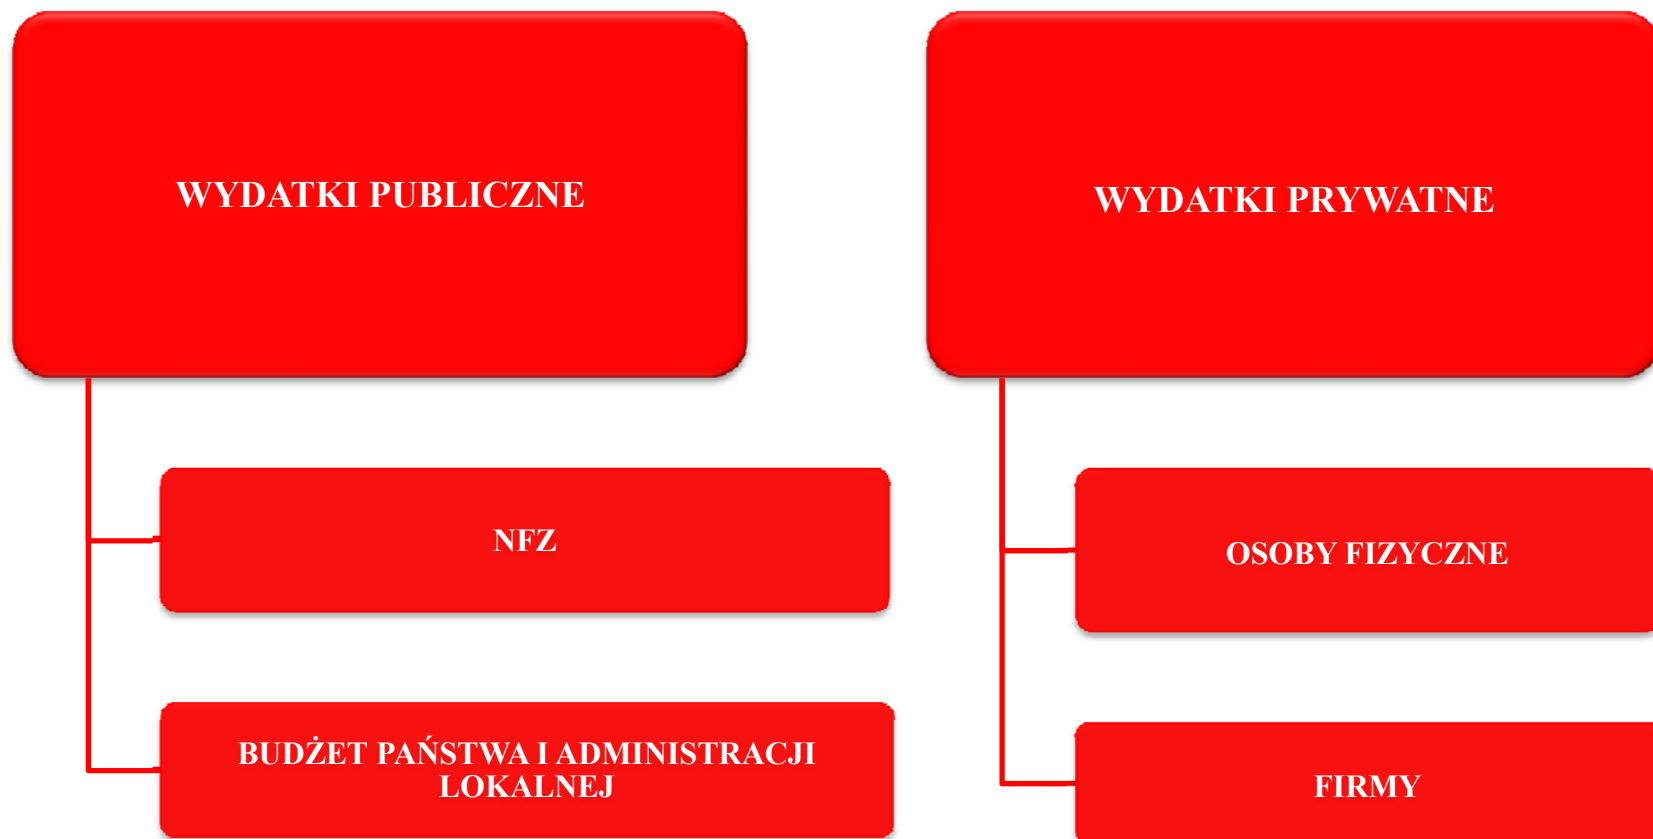 WYDATKI PUBLICZNE
NFZ
BUDŻET PAŃSTWA I ADMINISTRACJI
LOKALNEJ
WYDATKI PRYWATNE
OSOBY FIZYCZNE
FIRMY